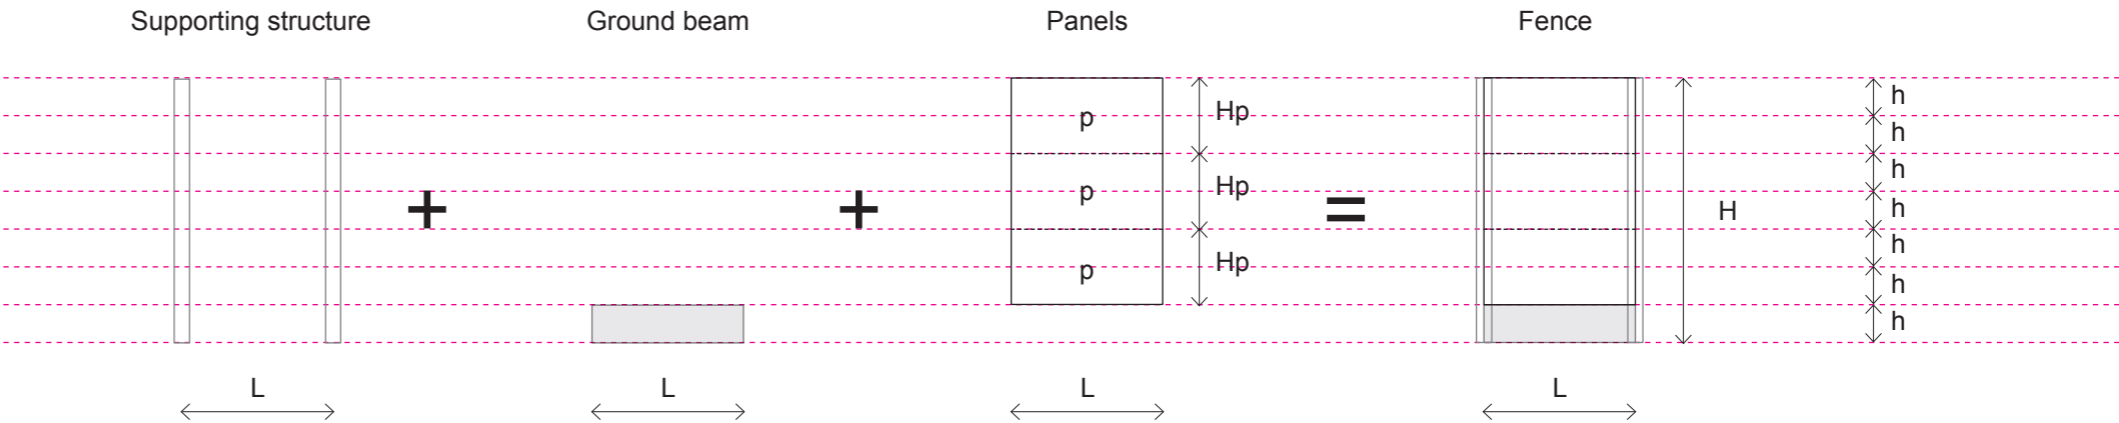 Supporting structure
Ground beam
Panels
Fence
p
Hp
p
Hp
p
Hp
+
+
=
H
h
h
h
h
h
h
h
L
L
L
L